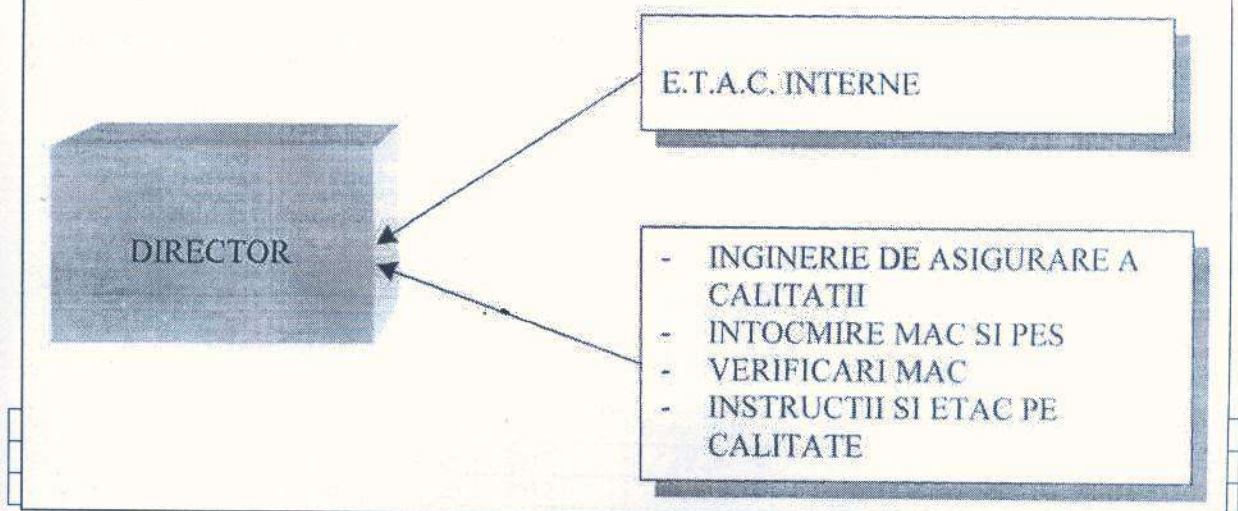 E.T.A.C. INTERNE
DIRECTOR
- INGINERIE DE ASIGURARE A
CALITATII
- INTOCMIRE MAC SI PES
- VERIFICARI MAC
- INSTRUCTII SI ETAC PE
CALITATE